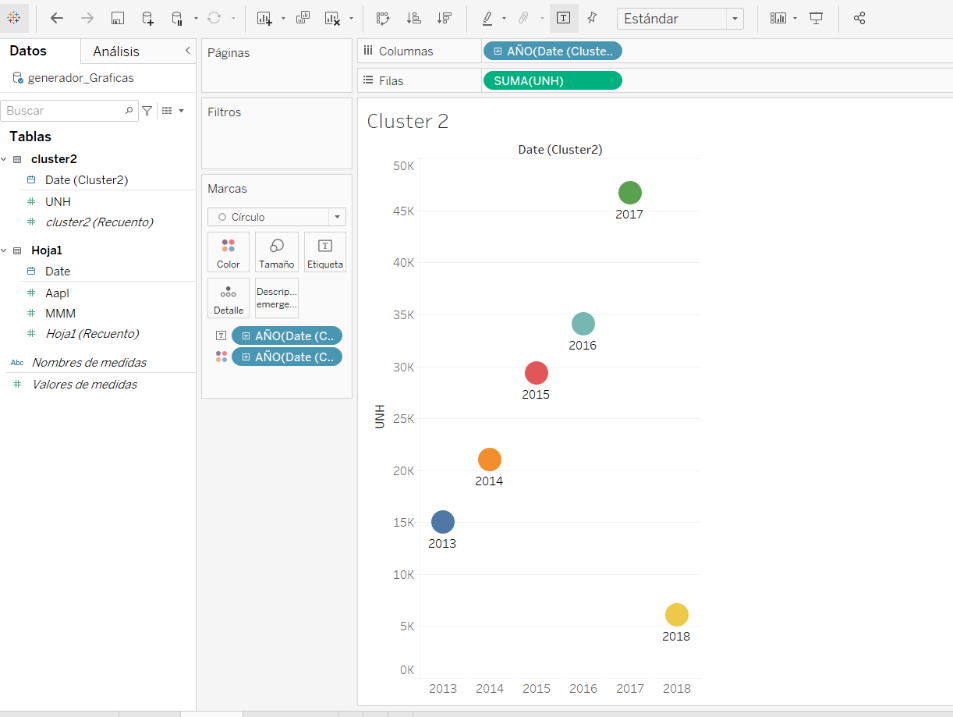 Estándar
Datos
Análisis
generador_Graficas
Buscar
Tablas
cluster2
Date (Cluster2)
UNH
cluster2 (Recuento)
Hoja1
Date
Aapl
MMM
Hoja1 (Recuento)
Abc Nombres de medidas
Valores de medidas
Páginas
Filtros
Marcas
Círculo
Color
Tamaño
T
Etiqueta
Detalle
Descrip...
emerge...
T AÑO(Date (C..
AÑO(Date (C..
Columnas
AÑO(Date (Cluste..
Filas
SUMA(UNH)
Cluster 2
Date (Cluster2)
50K
45K
40K
35K
30K
25K
20K
15K
10K
5K
0K
UNH
2017
2016
2015
2014
2013
2018
2013 2014 2015 2016 2017 2018